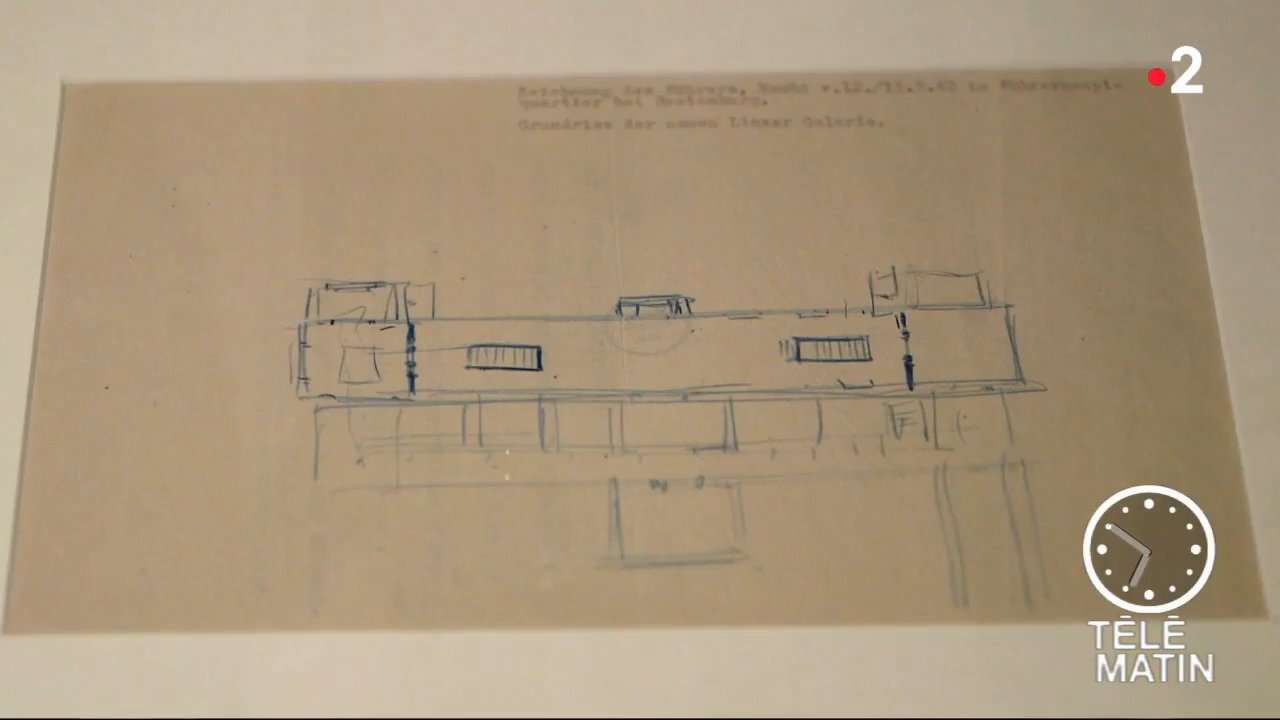 Zeichnung des Führers, Nacht v.12./13.5.42 im Führerhaupt-
quartier bei Rastenburg.
Grundriss der neuen Linzer Galerie.
2
TÉLÉ
MATIN